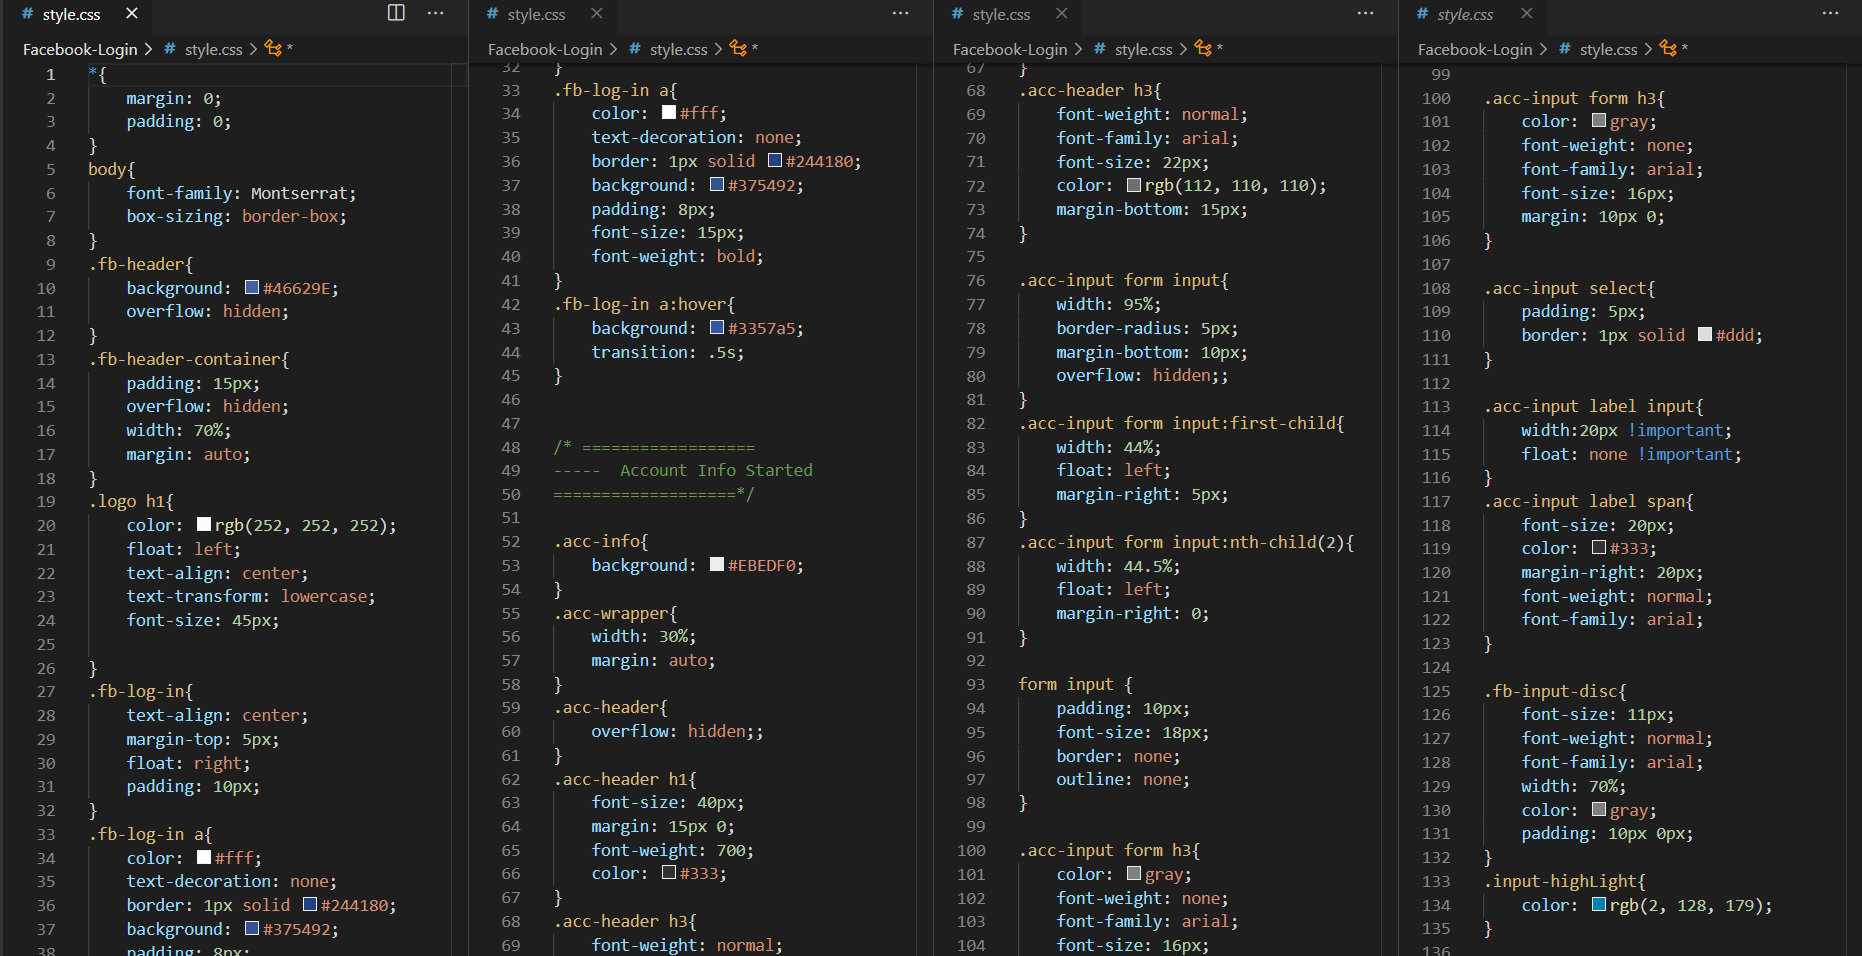 # style.css ×
Facebook-Login > # style.css > *
1 *{
2 margin: 0;
3 padding: 0;
4 }
5 body{
6 font-family: Montserrat;
7 box-sizing: border-box;
8 }
9 .fb-header{
10 background: #46629E;
11 overflow: hidden;
12 }
13 .fb-header-container{
14 padding: 15px;
15 overflow: hidden;
16 width: 70%;
17 margin: auto;
18 }
19 .logo h1{
20 color: rgb(252, 252, 252);
21 float: left;
22 text-align: center;
23 text-transform: lowercase;
24 font-size: 45px;
25
26 }
27 .fb-log-in{
28 text-align: center;
29 margin-top: 5px;
30 float: right;
31 padding: 10px;
32 }
33 .fb-log-in a{
34 color: #fff;
35 text-decoration: none;
36 border: 1px solid #244180;
37 background: #375492;
38 padding: 8px;
# style.css ×
Facebook-Login > # style.css > *
32 }
33 .fb-log-in a{
34 color: #fff;
35 text-decoration: none;
36 border: 1px solid #244180;
37 background: #375492;
38 padding: 8px;
39 font-size: 15px;
40 font-weight: bold;
41 }
42 .fb-log-in a:hover{
43 background: #3357a5;
44 transition: .5s;
45 }
46
47
48 /* ==================
49 -----  Account Info Started
50 ===================*/
51
52 .acc-info{
53 background: #EBEDF0;
54 }
55 .acc-wrapper{
56 width: 30%;
57 margin: auto;
58 }
59 .acc-header{
60 overflow: hidden;;
61 }
62 .acc-header h1{
63 font-size: 40px;
64 margin: 15px 0;
65 font-weight: 700;
66 color: #333;
67 }
68 .acc-header h3{
69 font-weight: normal;
# style.css ×
Facebook-Login > # style.css > *
67 }
68 .acc-header h3{
69 font-weight: normal;
70 font-family: arial;
71 font-size: 22px;
72 color: rgb(112, 110, 110);
73 margin-bottom: 15px;
74 }
75
76 .acc-input form input{
77 width: 95%;
78 border-radius: 5px;
79 margin-bottom: 10px;
80 overflow: hidden;;
81 }
82 .acc-input form input:first-child{
83 width: 44%;
84 float: left;
85 margin-right: 5px;
86 }
87 .acc-input form input:nth-child(2){
88 width: 44.5%;
89 float: left;
90 margin-right: 0;
91 }
92
93 form input {
94 padding: 10px;
95 font-size: 18px;
96 border: none;
97 outline: none;
98 }
99
100 .acc-input form h3{
101 color: gray;
102 font-weight: none;
103 font-family: arial;
104 font-size: 16px;
# style.css ×
Facebook-Login > # style.css > *
99
100 .acc-input form h3{
101 color: gray;
102 font-weight: none;
103 font-family: arial;
104 font-size: 16px;
105 margin: 10px 0;
106 }
107
108 .acc-input select{
109 padding: 5px;
110 border: 1px solid #ddd;
111 }
112
113 .acc-input label input{
114 width:20px !important;
115 float: none !important;
116 }
117 .acc-input label span{
118 font-size: 20px;
119 color: #333;
120 margin-right: 20px;
121 font-weight: normal;
122 font-family: arial;
123 }
124
125 .fb-input-disc{
126 font-size: 11px;
127 font-weight: normal;
128 font-family: arial;
129 width: 70%;
130 color: gray;
131 padding: 10px 0px;
132 }
133 .input-highLight{
134 color: rgb(2, 128, 179);
135 }
136